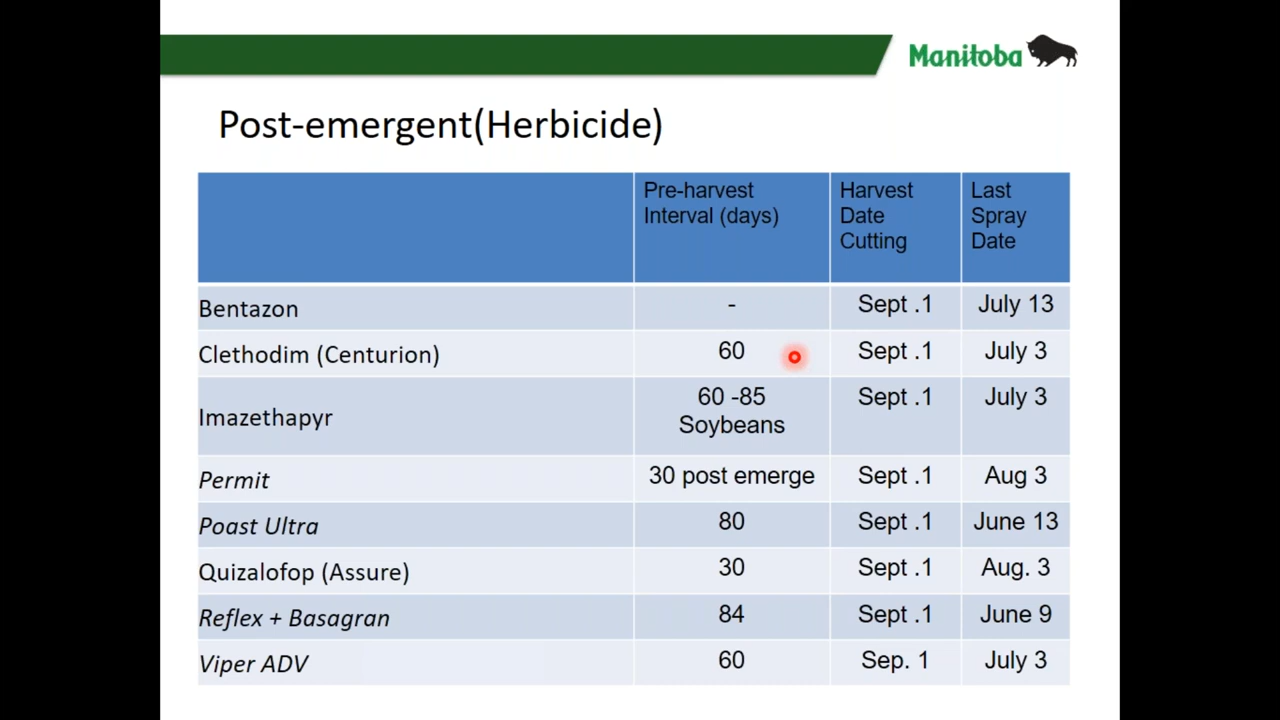 Manitoba
Post-emergent(Herbicide)
Pre-harvest
Interval (days)
Harvest
Date
Cutting
Last
Spray
Date
Bentazon - Sept .1 July 13
Clethodim (Centurion) 60 Sept .1 July 3
Imazethapyr 60 -85
Soybeans Sept .1 July 3
Permit 30 post emerge Sept .1 Aug 3
Poast Ultra 80 Sept .1 June 13
Quizalofop (Assure) 30 Sept .1 Aug. 3
Reflex + Basagran 84 Sept .1 June 9
Viper ADV 60 Sep. 1 July 3